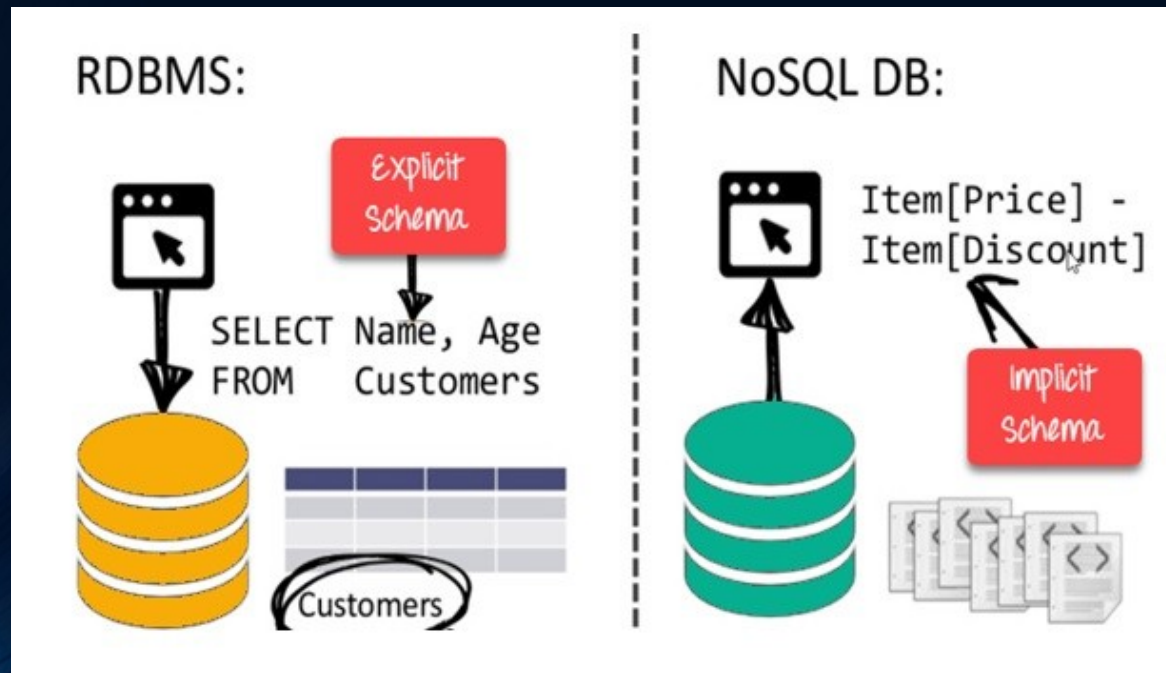 RDBMS:
Explicit
Schema
SELECT Name, Age
FROM Customers
Customers
NoSQL DB:
Item[Price] -
Item[Discount]
Implicit
Schema